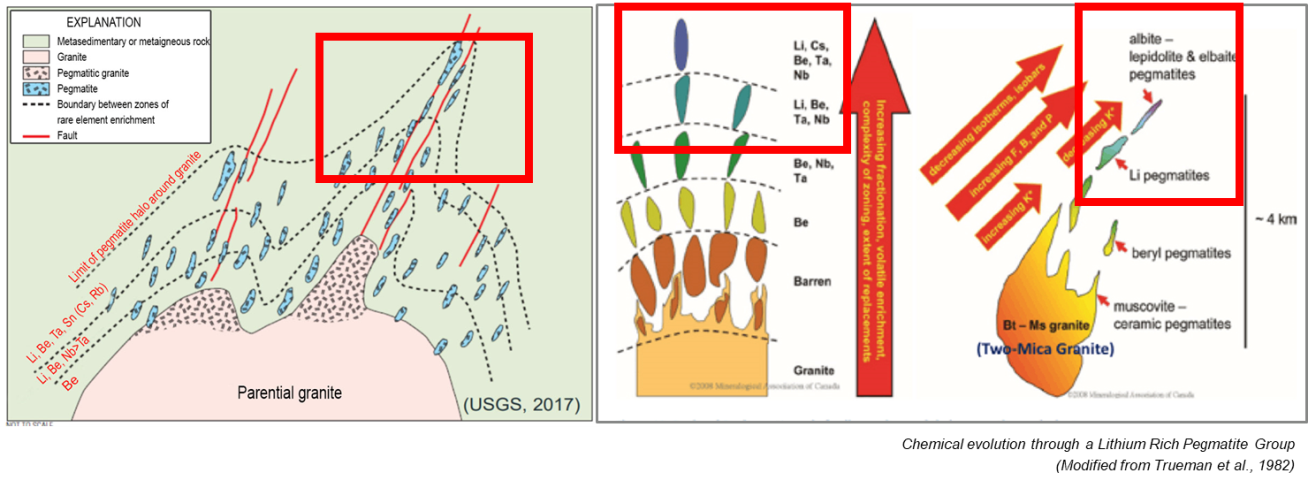 EXPLANATION
Metasedimentary or metaigneous rock
Granite
Pegmatitic granite
Pegmatite
Boundary between zones of
rare element enrichment
Fault
Limit of pegmatite halo around granite
Li, Be, Ta, Sn (Cs, Rb)
Li, Be, Nb>Ta
Be
Parential granite
(USGS, 2017)
NOT TO SCALE
Li, Cs,
Be, Ta,
Nb
Li, Be,
Ta, Nb
Be, Nb,
Ta
Be
Barren
Granite
©2008 Mineralogical Association of Canada
Increasing fractionation, volatile enrichment,
complexity of zoning, extent of replacements
decreasing isotherms, isobars
increasing F, B, and P
decreasing K*
increasing K*
albite –
lepidolite & elbaite
pegmatites
Li pegmatites
~ 4 km
beryl pegmatites
muscovite –
ceramic pegmatites
Bt – Ms granite
(Two-Mica Granite)
©2008 Mineralogical Association of Canada
Chemical evolution through a Lithium Rich Pegmatite Group
(Modified from Trueman et al., 1982)